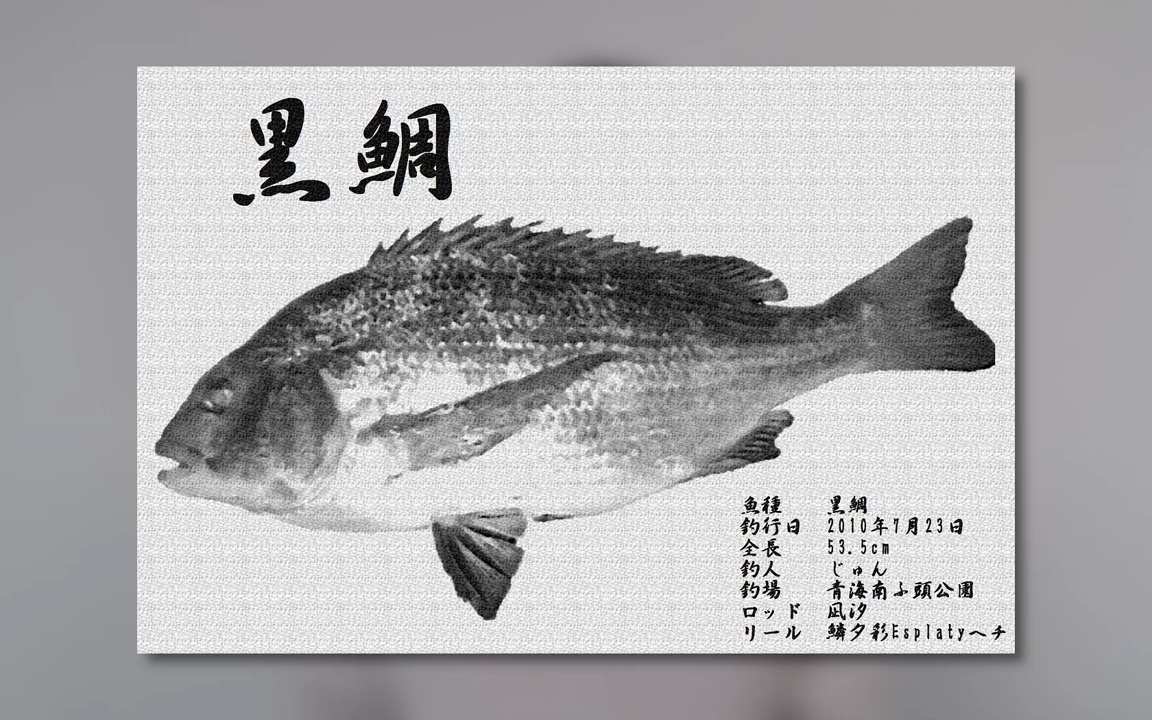 黒鯛
魚種 黒鯛
釣行日 2010年7月23日
全長 53.5cm
釣人 じゅん
釣場 青海南ふ頭公園
ロッド 凪汐
リール 鱗夕彩Esplatyヘチ